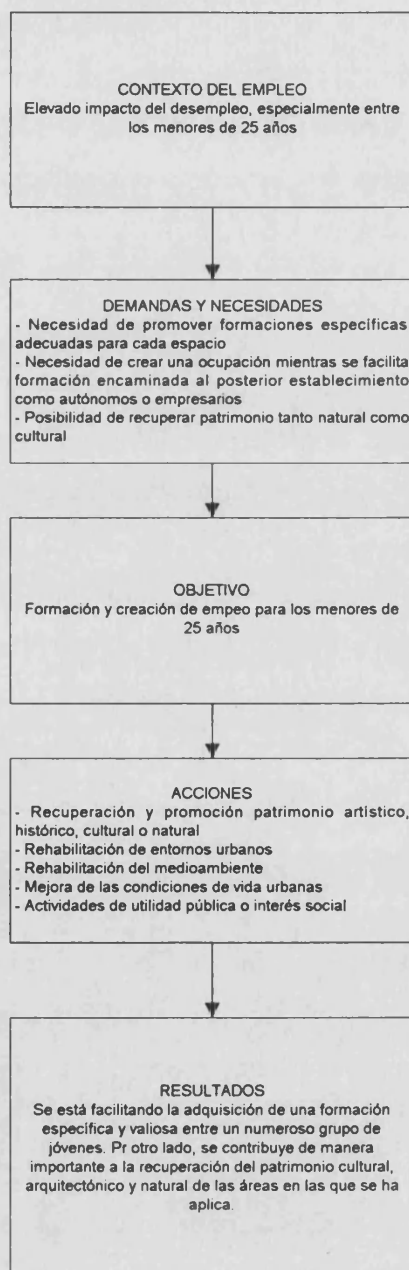 CONTEXTO DEL EMPLEO
Elevado impacto del desempleo, especialmente entre
los menores de 25 años
DEMANDAS Y NECESIDADES
- Necesidad de promover formaciones específicas
adecuadas para cada espacio
- Necesidad de crear una ocupación mientras se facilita
formación encaminada al posterior establecimiento
como autónomos o empresarios
- Posibilidad de recuperar patrimonio tanto natural como
cultural
OBJETIVO
Formación y creación de empeo para los menores de
25 años
ACCIONES
- Recuperación y promoción patrimonio artístico,
histórico, cultural o natural
- Rehabilitación de entornos urbanos
- Rehabilitación del medioambiente
- Mejora de las condiciones de vida urbanas
- Actividades de utilidad pública o interés social
RESULTADOS
Se está facilitando la adquisición de una formación
específica y valiosa entre un numeroso grupo de
jóvenes. Pr otro lado, se contribuye de manera
importante a la recuperación del patrimonio cultural,
arquitectónico y natural de las áreas en las que se ha
aplica.